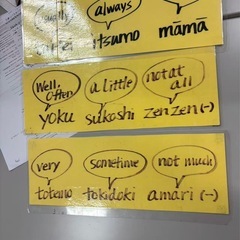 always
itsumo māmā
Well, Often a little not at all
yoku sukoshi zenzen (-)
very sometime not much
totemo tokidoki amari (-)